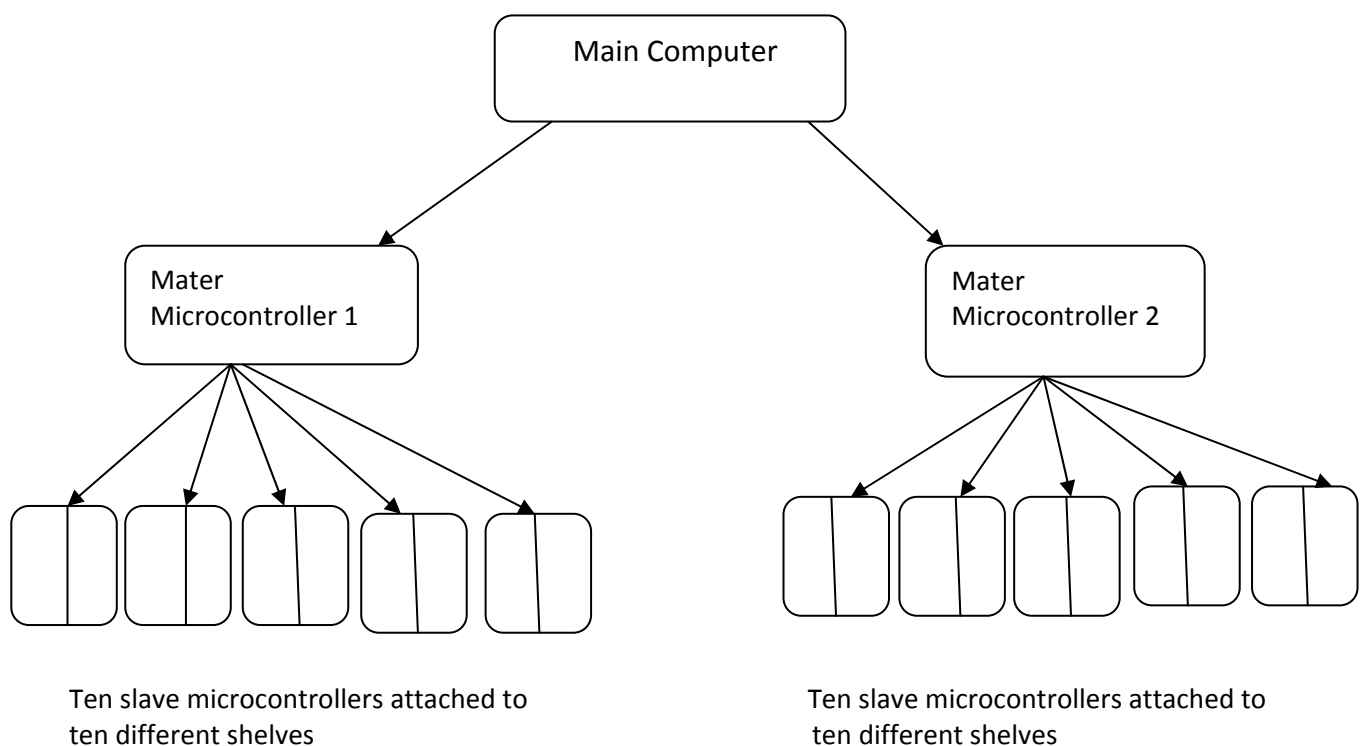 Main Computer
Mater
Microcontroller 1
Mater
Microcontroller 2
Ten slave microcontrollers attached to
ten different shelves
Ten slave microcontrollers attached to
ten different shelves